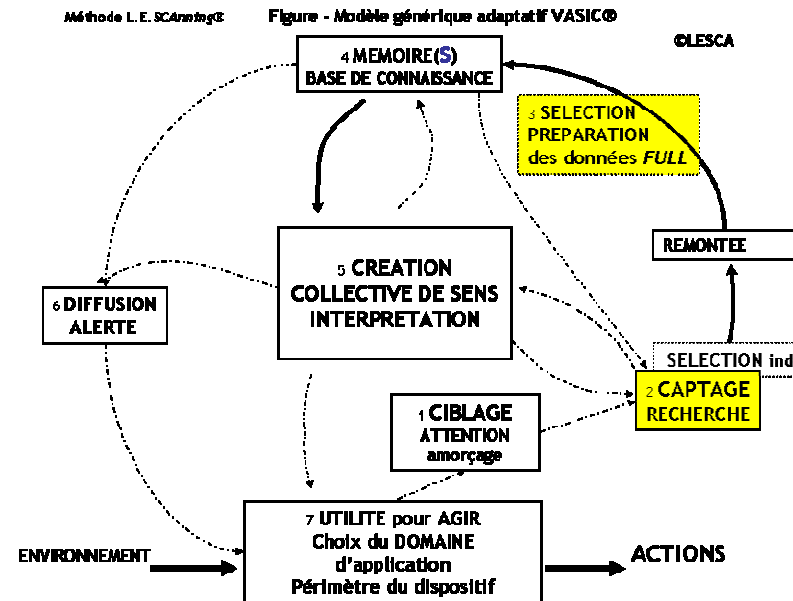 Méthode L.E.SCAnning®
Figure - Modèle générique adaptatif VASIC®
©LESCA
4 MEMOIRE(S)
BASE DE CONNAISSANCE
3 SELECTION
PREPARATION
des données FULL
REMONTEE
5 CREATION
COLLECTIVE DE SENS
INTERPRETATION
6 DIFFUSION
ALERTE
SELECTION ind
2 CAPTAGE
RECHERCHE
1 CIBLAGE
ATTENTION
amorçage
7 UTILITE pour AGIR
Choix du DOMAINE
d'application
Périmètre du dispositif
ENVIRONNEMENT
ACTIONS